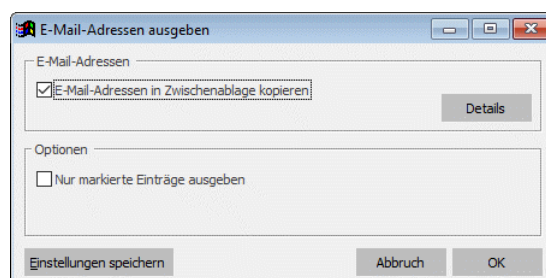 E-Mail-Adressen ausgeben
E-Mail-Adressen
E-Mail-Adressen in Zwischenablage kopieren
Details
Optionen
Nur markierte Einträge ausgeben
Einstellungen speichern Abbruch OK